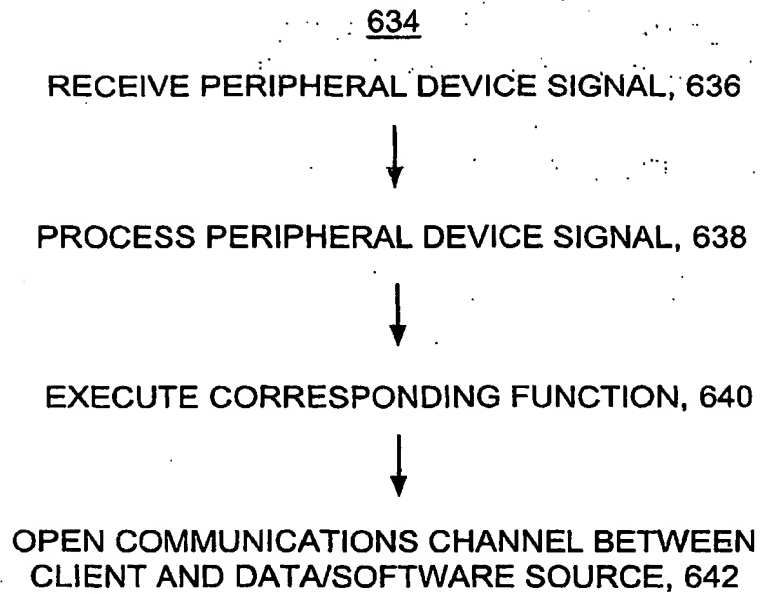 634
RECEIVE PERIPHERAL DEVICE SIGNAL, 636
PROCESS PERIPHERAL DEVICE SIGNAL, 638
EXECUTE CORRESPONDING FUNCTION, 640
OPEN COMMUNICATIONS CHANNEL BETWEEN
CLIENT AND DATA/SOFTWARE SOURCE, 642